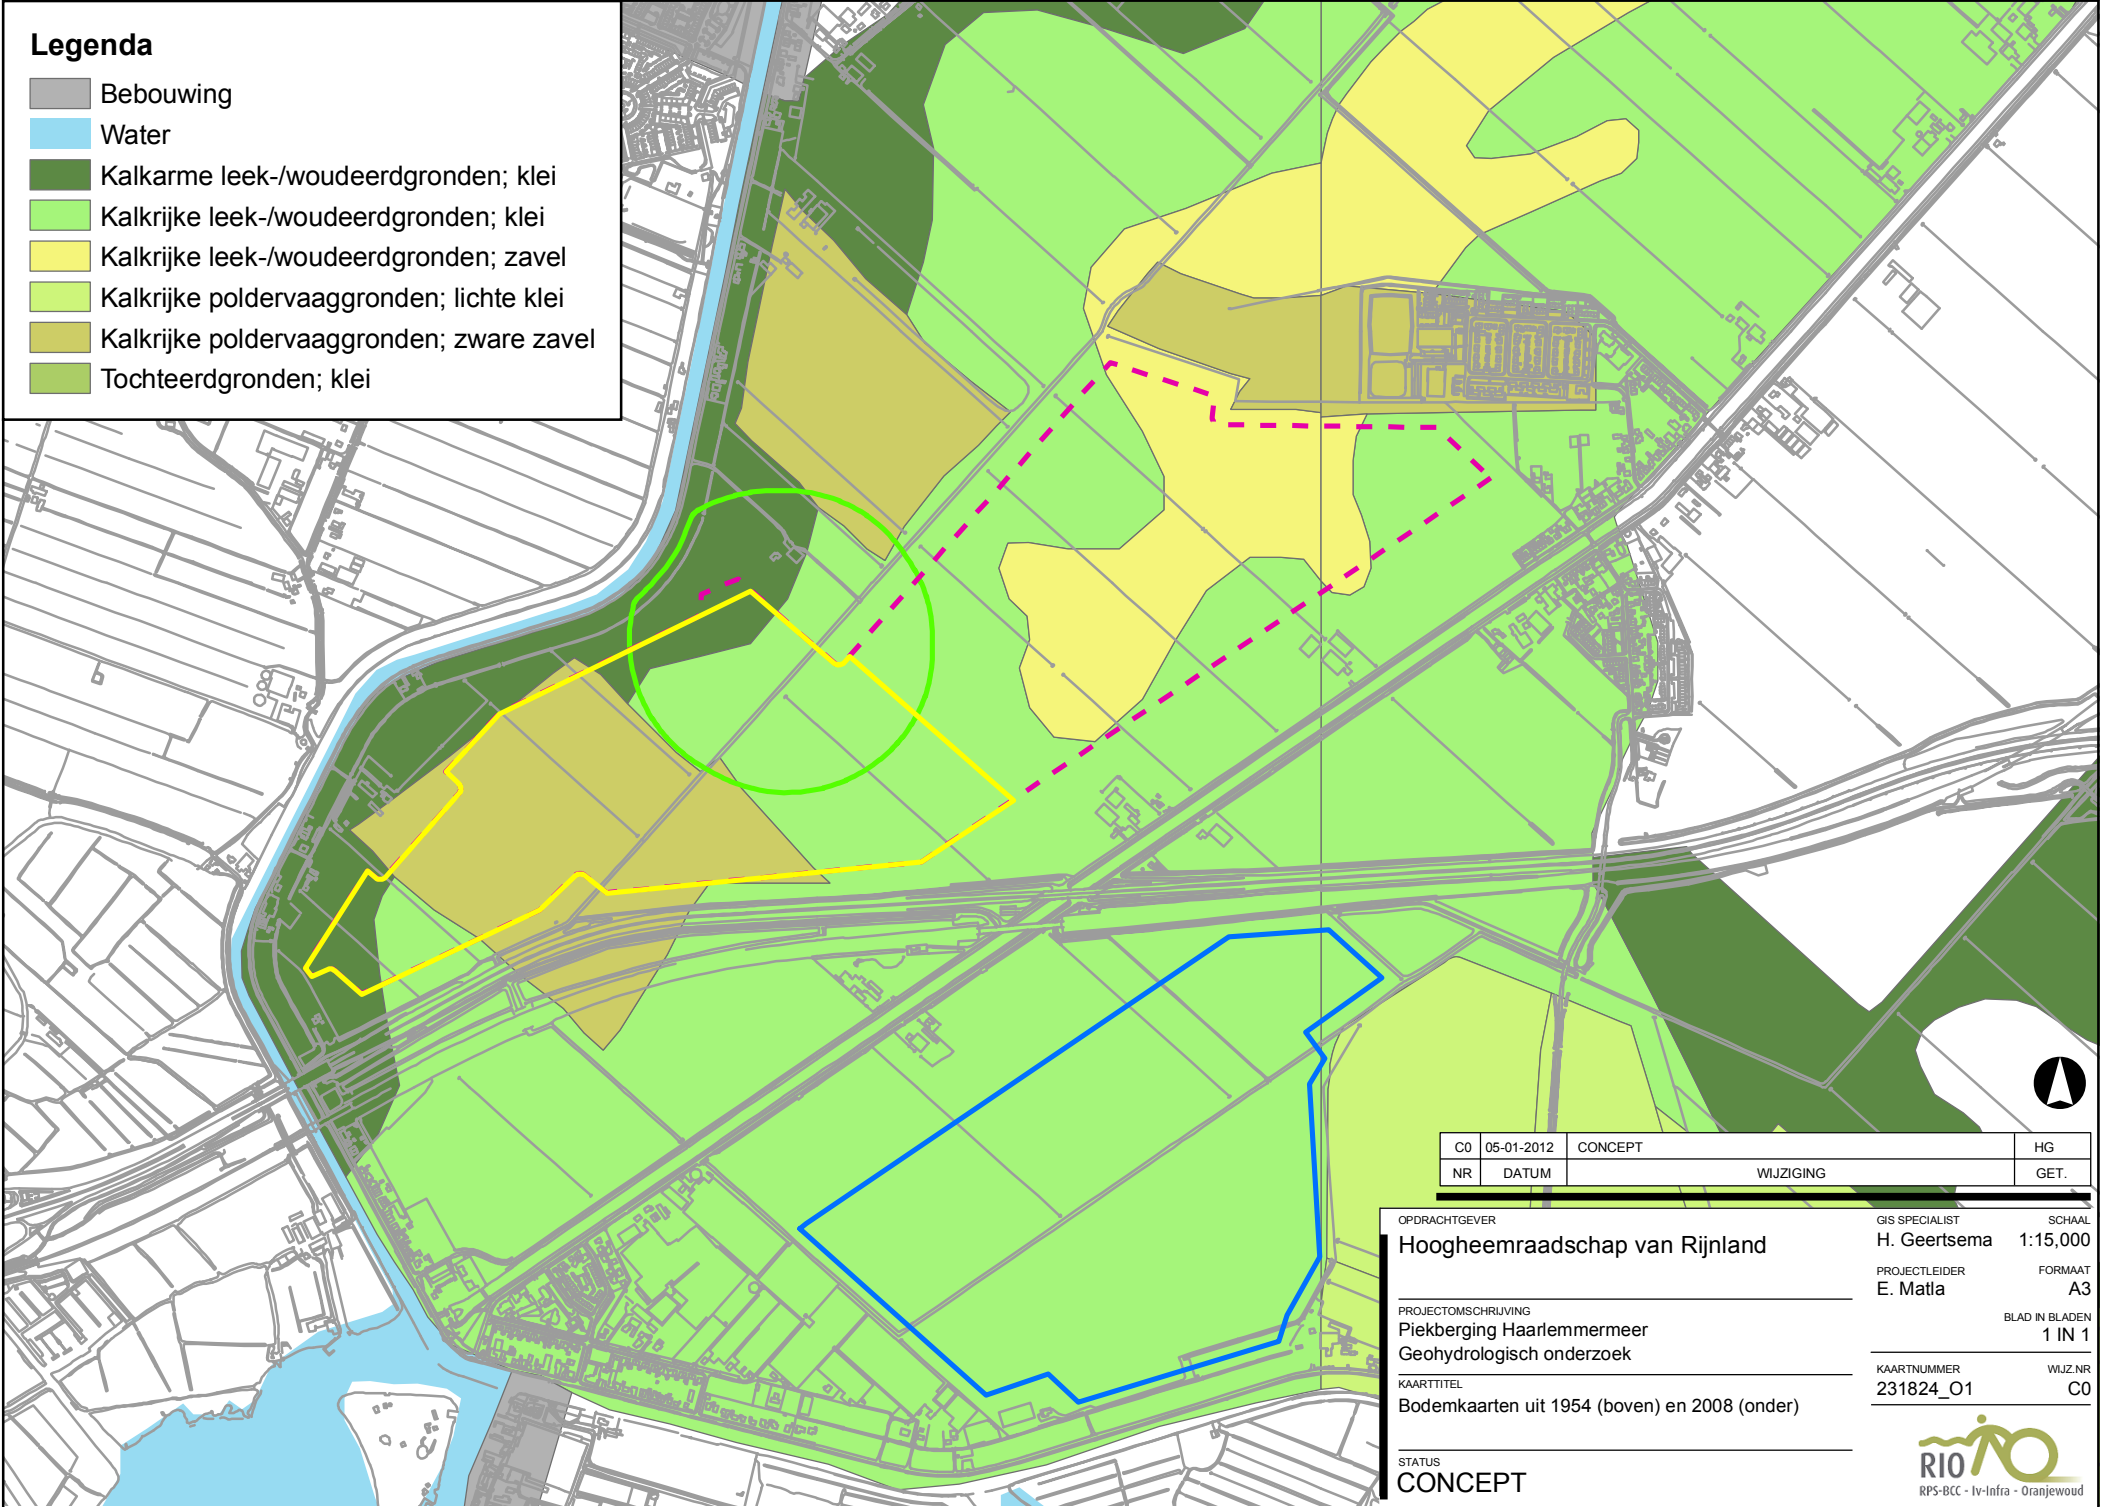 Legenda
Bebouwing
Water
Kalkarme leek-/woudeerdgronden; klei
Kalkrijke leek-/woudeerdgronden; klei
Kalkrijke leek-/woudeerdgronden; zavel
Kalkrijke poldervaaggronden; lichte klei
Kalkrijke poldervaaggronden; zware zavel
Tochteerdgronden; klei
C0 05-01-2012 CONCEPT HG
NR DATUM WIJZIGING GET.
OPDRACHTGEVER
Hoogheemraadschap van Rijnland
PROJECTOMSCHRIJVING
Piekberging Haarlemmermeer
Geohydrologisch onderzoek
KAARTTITEL
Bodemkaarten uit 1954 (boven) en 2008 (onder)
STATUS
CONCEPT
GIS SPECIALIST SCHAAL
H. Geertsema 1:15,000
PROJECTLEIDER FORMAAT
E. Matla A3
BLAD IN BLADEN
1 IN 1
KAARTNUMMER WIJZ.NR
231824_O1 C0
RIO
RPS-BCC - Iv-Infra - Oranjewoud